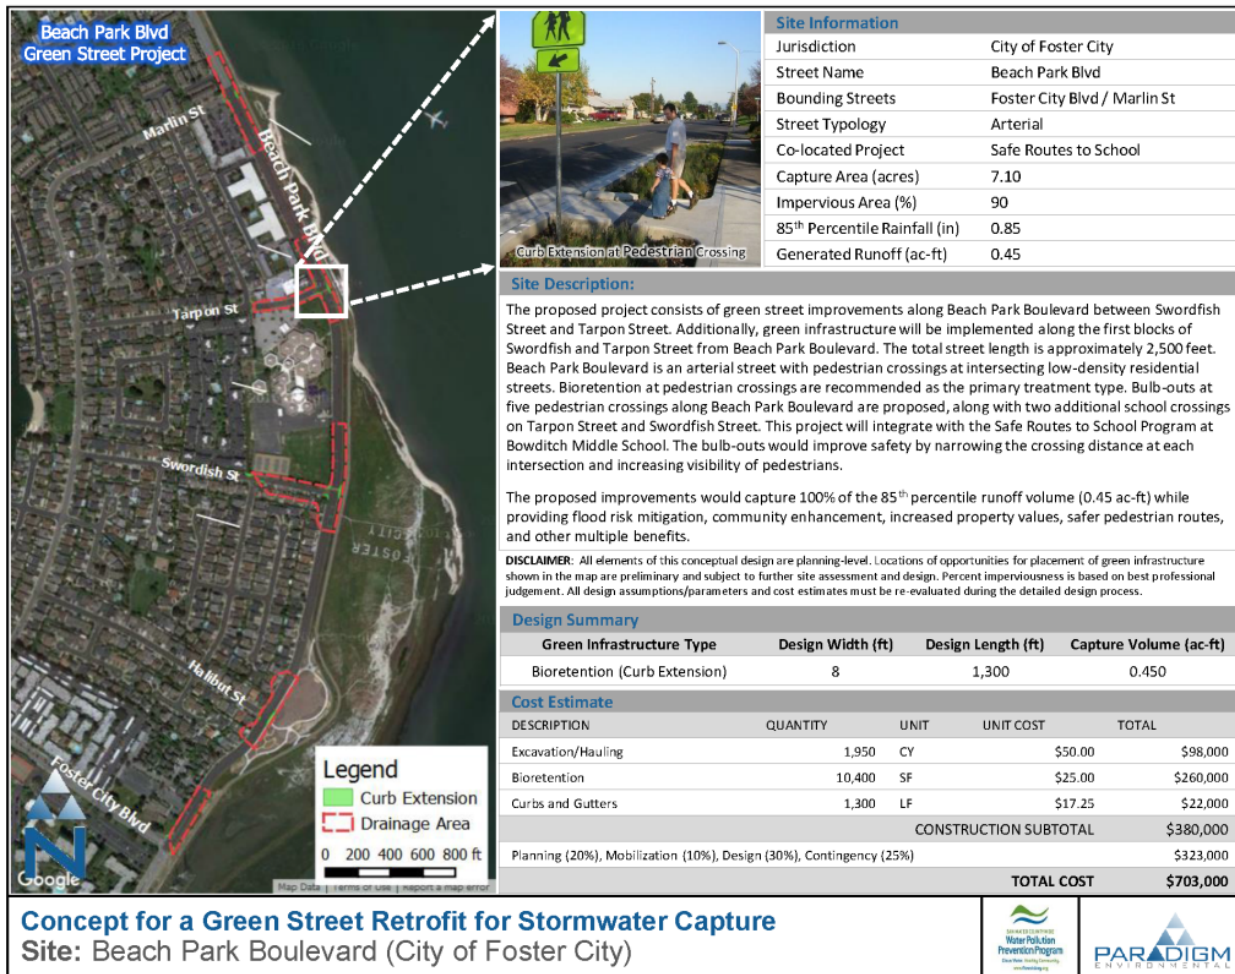 Beach Park Blvd
Green Street Project
Marlin St
Beach Park Blvd
Tarpon St
Swordish St
FOSTER CITY
Halibut St
Foster City Blvd
N
Google
Legend
Curb Extension
Drainage Area
0 200 400 600 800 ft
Map Data | Terms of Use | Report a map error
Curb Extension at Pedestrian Crossing
Site Information
Jurisdiction City of Foster City
Street Name Beach Park Blvd
Bounding Streets Foster City Blvd / Marlin St
Street Typology Arterial
Co-located Project Safe Routes to School
Capture Area (acres) 7.10
Impervious Area (%) 90
85th Percentile Rainfall (in) 0.85
Generated Runoff (ac-ft) 0.45
Site Description:
The proposed project consists of green street improvements along Beach Park Boulevard between Swordfish
Street and Tarpon Street. Additionally, green infrastructure will be implemented along the first blocks of
Swordfish and Tarpon Street from Beach Park Boulevard. The total street length is approximately 2,500 feet.
Beach Park Boulevard is an arterial street with pedestrian crossings at intersecting low-density residential
streets. Bioretention at pedestrian crossings are recommended as the primary treatment type. Bulb-outs at
five pedestrian crossings along Beach Park Boulevard are proposed, along with two additional school crossings
on Tarpon Street and Swordfish Street. This project will integrate with the Safe Routes to School Program at
Bowditch Middle School. The bulb-outs would improve safety by narrowing the crossing distance at each
intersection and increasing visibility of pedestrians.
The proposed improvements would capture 100% of the 85th percentile runoff volume (0.45 ac-ft) while
providing flood risk mitigation, community enhancement, increased property values, safer pedestrian routes,
and other multiple benefits.
DISCLAIMER: All elements of this conceptual design are planning-level. Locations of opportunities for placement of green infrastructure
shown in the map are preliminary and subject to further site assessment and design. Percent imperviousness is based on best professional
judgement. All design assumptions/parameters and cost estimates must be re-evaluated during the detailed design process.
Design Summary
Green Infrastructure Type Design Width (ft) Design Length (ft) Capture Volume (ac-ft)
Bioretention (Curb Extension) 8 1,300 0.450
Cost Estimate
DESCRIPTION QUANTITY UNIT UNIT COST TOTAL
Excavation/Hauling 1,950 CY $50.00 $98,000
Bioretention 10,400 SF $25.00 $260,000
Curbs and Gutters 1,300 LF $17.25 $22,000
CONSTRUCTION SUBTOTAL $380,000
Planning (20%), Mobilization (10%), Design (30%), Contingency (25%) $323,000
TOTAL COST $703,000
Concept for a Green Street Retrofit for Stormwater Capture
Site: Beach Park Boulevard (City of Foster City)
Water Pollution
Prevention Program
PARADIGM
ENVIRONMENTAL